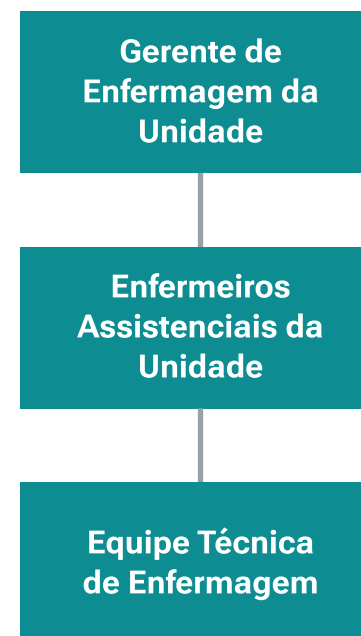 Gerente de
Enfermagem da
Unidade
Enfermeiros
Assistenciais da
Unidade
Equipe Técnica
de Enfermagem